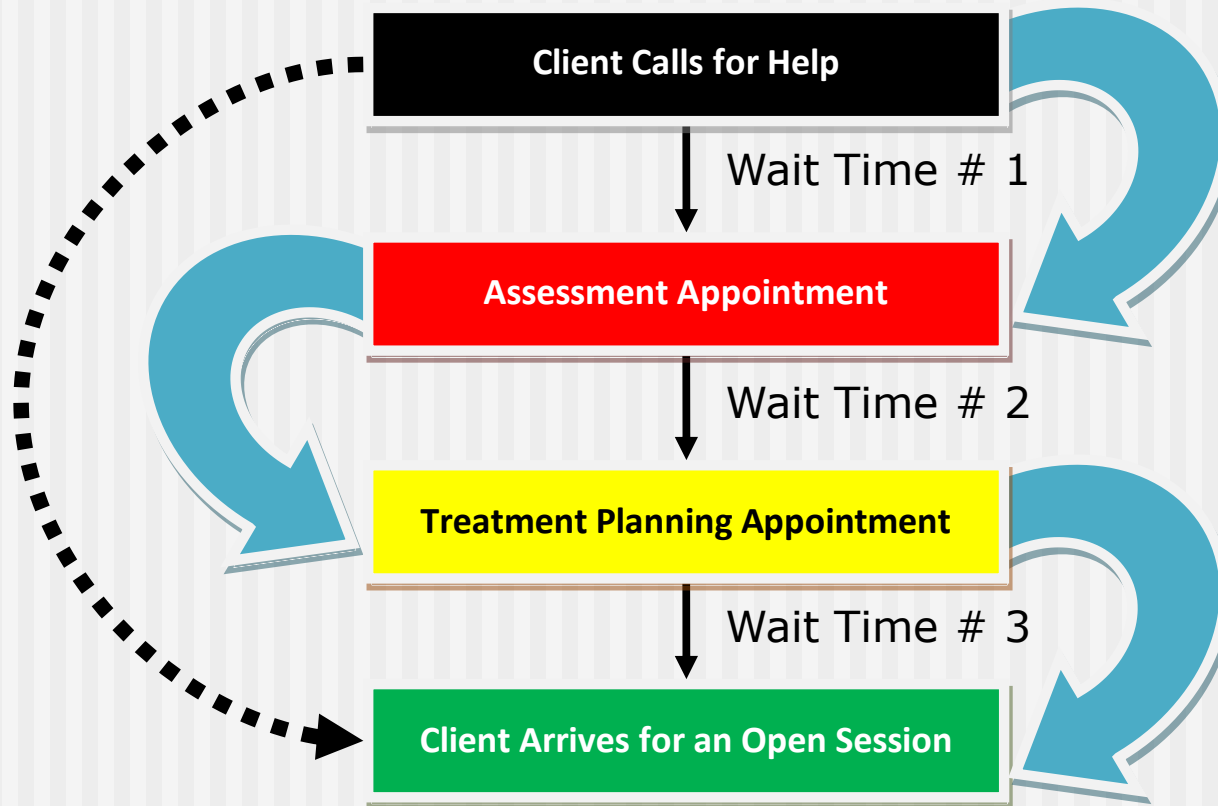 Client Calls for Help
Wait Time # 1
Assessment Appointment
Wait Time # 2
Treatment Planning Appointment
Wait Time # 3
Client Arrives for an Open Session